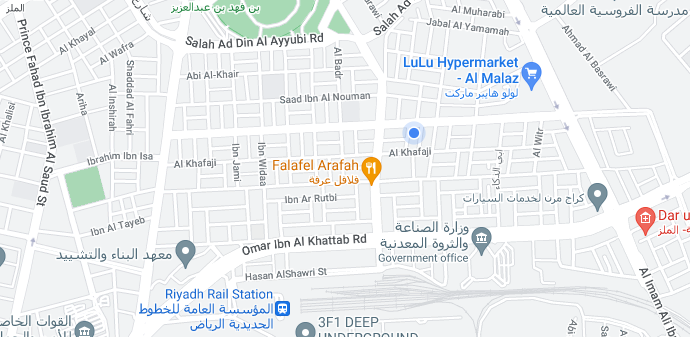 بن فهد بن عبدالعزيز
Salah Ad Din Al Ayyubi Rd
Al Muharabi
Jabal Al Yamamah
مدرسة الفروسية العالمية
Ahmad Al Basrawi
Al Khayal
Al Wafra
Shaddad Al Fahri
Al Inshirah
Ariha
Al Khalisi
Prince Fahad Ibn Ibrahim Al Saud St
Abi Al-Khair
Al Badr
LuLu Hypermarket
- Al Malaz
لولو هايبر ماركت
Saad Ibn Al Nouman
Ibrahim Ibn Isa
Al Khafaji
Ibn Jami
Ibn Widaa
Al Khafaji
Al Witr
Falafel Arafah
فلافل عرفة
Ibn Ar Rutbi
Ibn Al Tayeb
كراج مرب لخدمات السيارات
وزارة الصناعة
والثروة المعدنية
Government office
Dar u
الملز
Omar Ibn Al Khattab Rd
معهد البناء والتشييد
Hasan AlShawri St
Riyadh Rail Station
المؤسسة العامة للخطوط
الحديدية الرياض
3F1 DEEP
UNDERGROUND
القوات الخاص
Al Imam Ali Ib
Abi
Sa